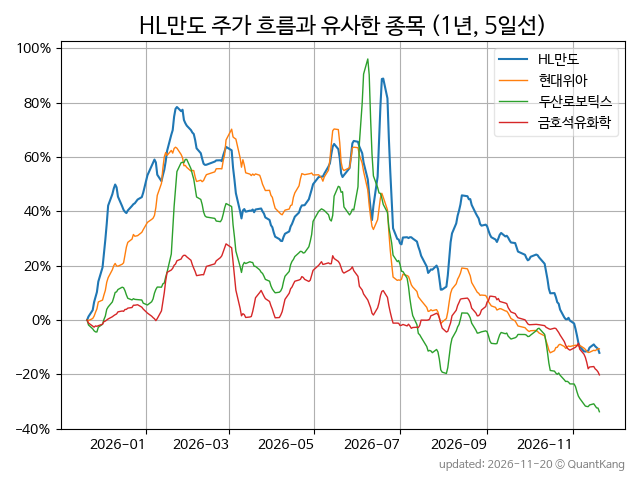 HL만도 주가 흐름과 유사한 종목 (1년, 5일선)
100%
80%
60%
40%
20%
0%
−20%
−40%
HL만도
현대위아
두산로보틱스
금호석유화학
2026-01
2026-03
2026-05
2026-07
2026-09
2026-11
updated: 2026-11-20 © QuantKang